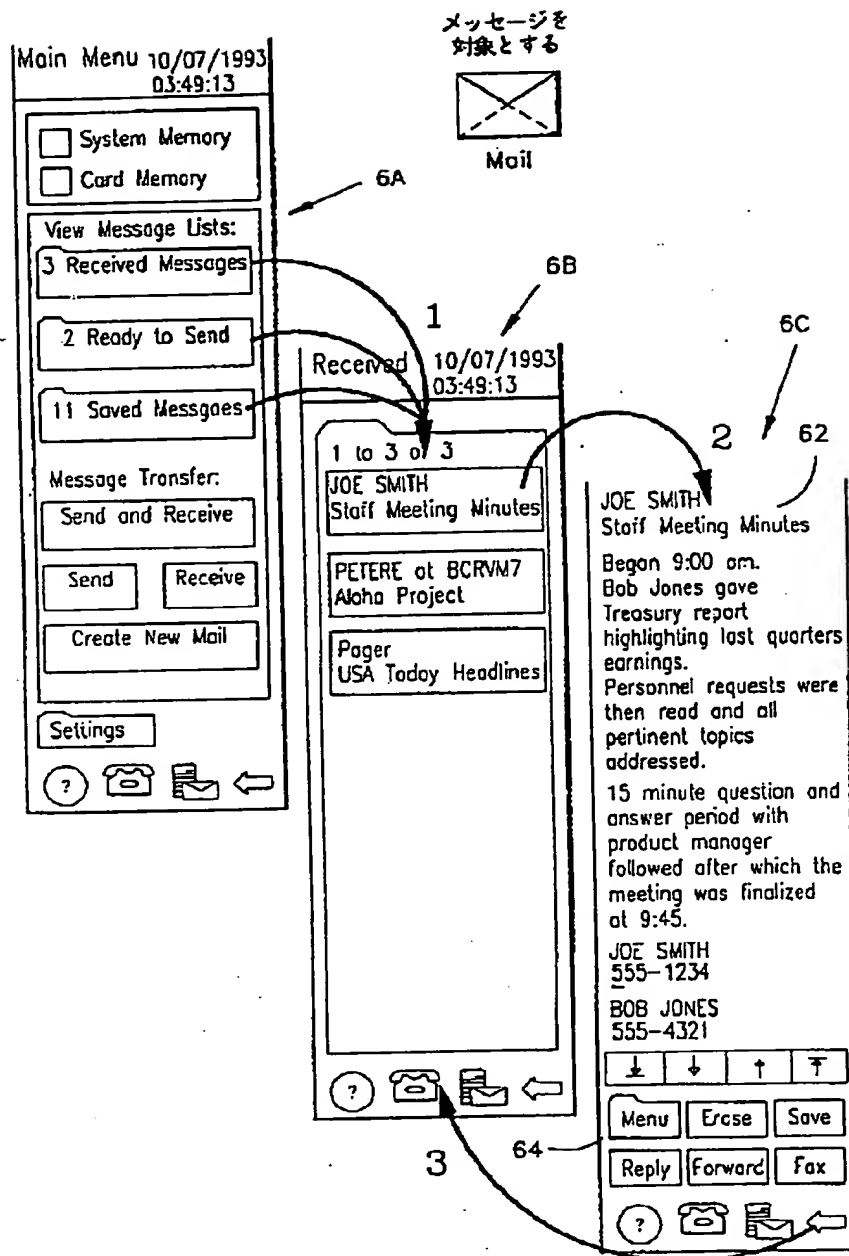 メッセージを
対象とする
Mail
Main Menu 10/07/1993
03:49:13
System Memory
Card Memory
6A
View Message Lists:
3 Received Messages
2 Ready to Send
11 Saved Messgaes
Message Transfer:
Send and Receive
Send Receive
Create New Mail
Settings
?
1
6B
Received 10/07/1993
03:49:13
1 to 3 of 3
JOE SMITH
Staff Meeting Minutes
PETERE at BCRVM7
Aloha Project
Pager
USA Today Headlines
?
3
2
6C
62
JOE SMITH
Staff Meeting Minutes
Began 9:00 am.
Bob Jones gave
Treasury report
highlighting last quarters
earnings.
Personnel requests were
then read and all
pertinent topics
addressed.
15 minute question and
answer period with
product manager
followed after which the
meeting was finalized
at 9:45.
JOE SMITH
555-1234
BOB JONES
555-4321
Menu Erase Save
64
Reply Forward Fax
?